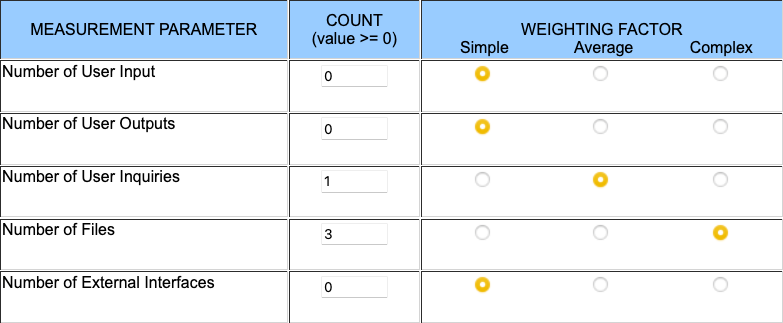 MEASUREMENT PARAMETER
COUNT
(value >= 0)
WEIGHTING FACTOR
Simple Average Complex
Number of User Input 0
Number of User Outputs 0
Number of User Inquiries 1
Number of Files 3
Number of External Interfaces 0